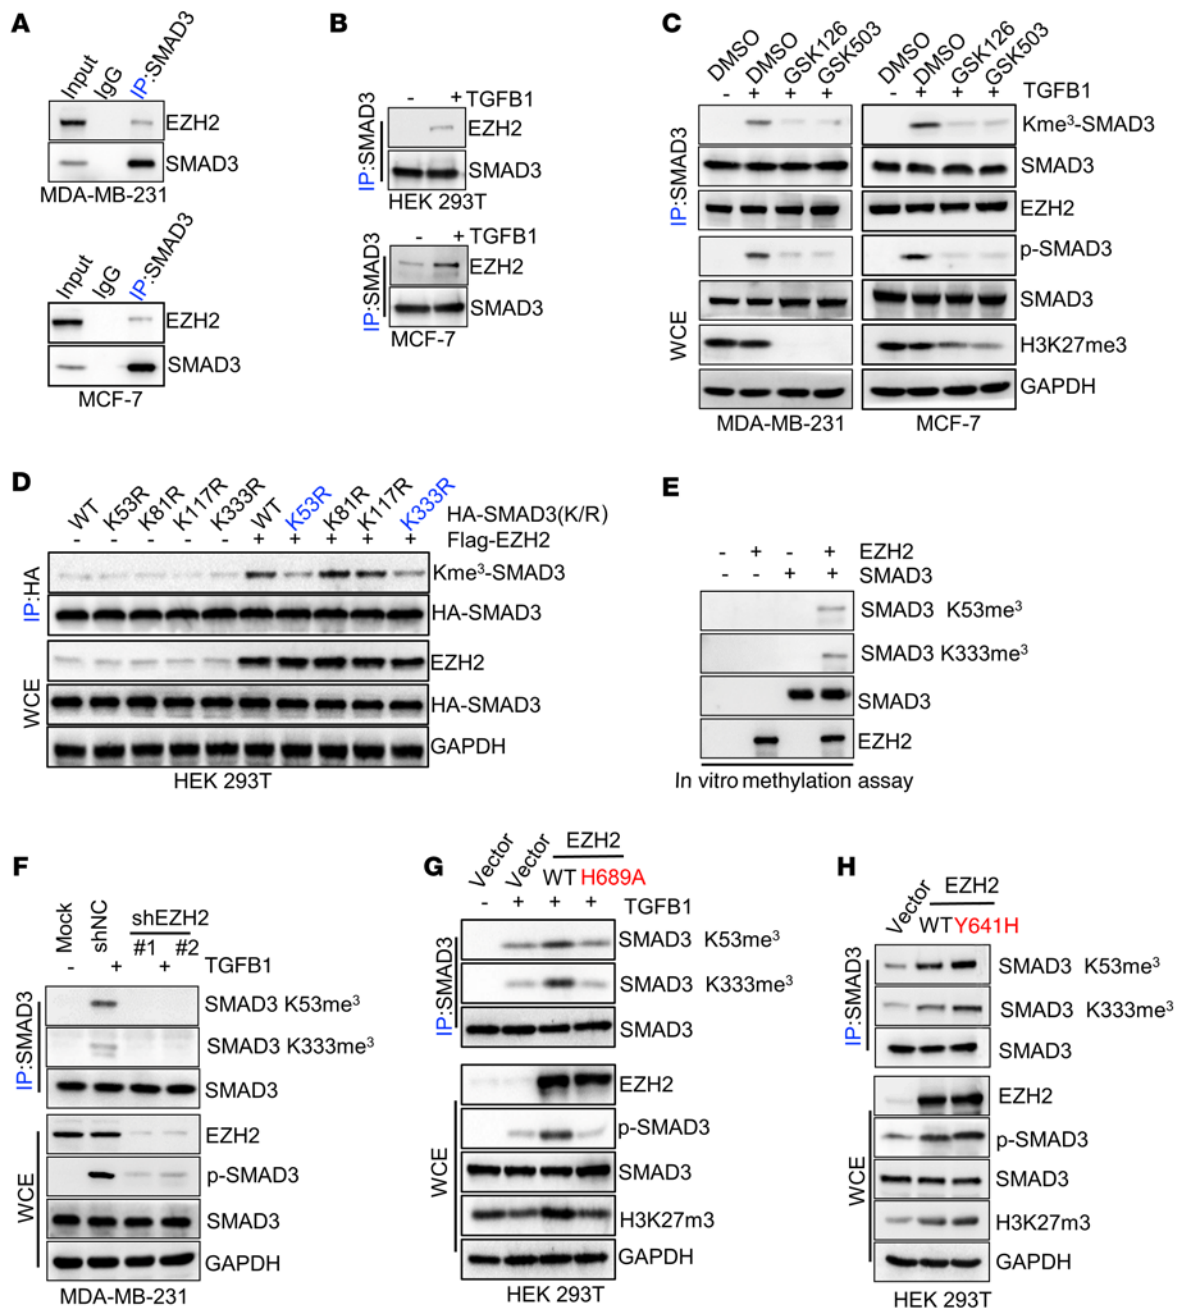 A
Input
IgG
IP:SMAD3
EZH2
SMAD3
MDA-MB-231
Input
IgG
IP:SMAD3
EZH2
SMAD3
MCF-7
B
- + TGFB1
IP:SMAD3
EZH2
SMAD3
HEK 293T
- + TGFB1
IP:SMAD3
EZH2
SMAD3
MCF-7
C
DMSO DMSO GSK126 GSK503 DMSO DMSO GSK126 GSK503
- + + + - + + + TGFB1
IP:SMAD3
Kme³-SMAD3
SMAD3
EZH2
WCE
p-SMAD3
SMAD3
H3K27me3
GAPDH
MDA-MB-231 MCF-7
D
WT K53R K81R K117R K333R WT K53R K81R K117R K333R HA-SMAD3(K/R)
- - - - - + + + + + Flag-EZH2
IP:HA
Kme³-SMAD3
HA-SMAD3
WCE
EZH2
HA-SMAD3
GAPDH
HEK 293T
E
- + - + EZH2
- - + + SMAD3
SMAD3 K53me³
SMAD3 K333me³
SMAD3
EZH2
In vitro methylation assay
F
Mock shNC shEZH2
#1 #2
- + + TGFB1
IP:SMAD3
SMAD3 K53me³
SMAD3 K333me³
SMAD3
WCE
EZH2
p-SMAD3
SMAD3
GAPDH
MDA-MB-231
G
Vector Vector EZH2
WT H689A
- + + + TGFB1
IP:SMAD3
SMAD3 K53me³
SMAD3 K333me³
SMAD3
WCE
EZH2
p-SMAD3
SMAD3
H3K27m3
GAPDH
HEK 293T
H
Vector EZH2
WT Y641H
IP:SMAD3
SMAD3 K53me³
SMAD3 K333me³
SMAD3
WCE
EZH2
p-SMAD3
SMAD3
H3K27m3
GAPDH
HEK 293T